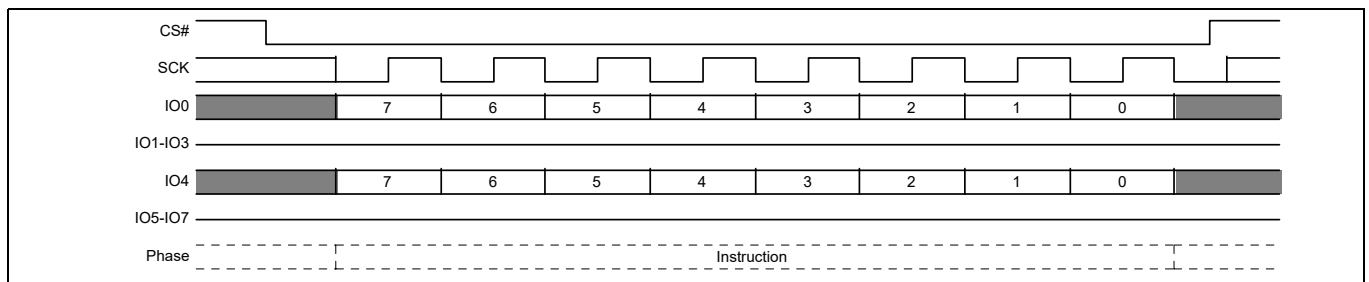 CS#
SCK
IO0 7 6 5 4 3 2 1 0
IO1-IO3
IO4 7 6 5 4 3 2 1 0
IO5-IO7
Phase Instruction